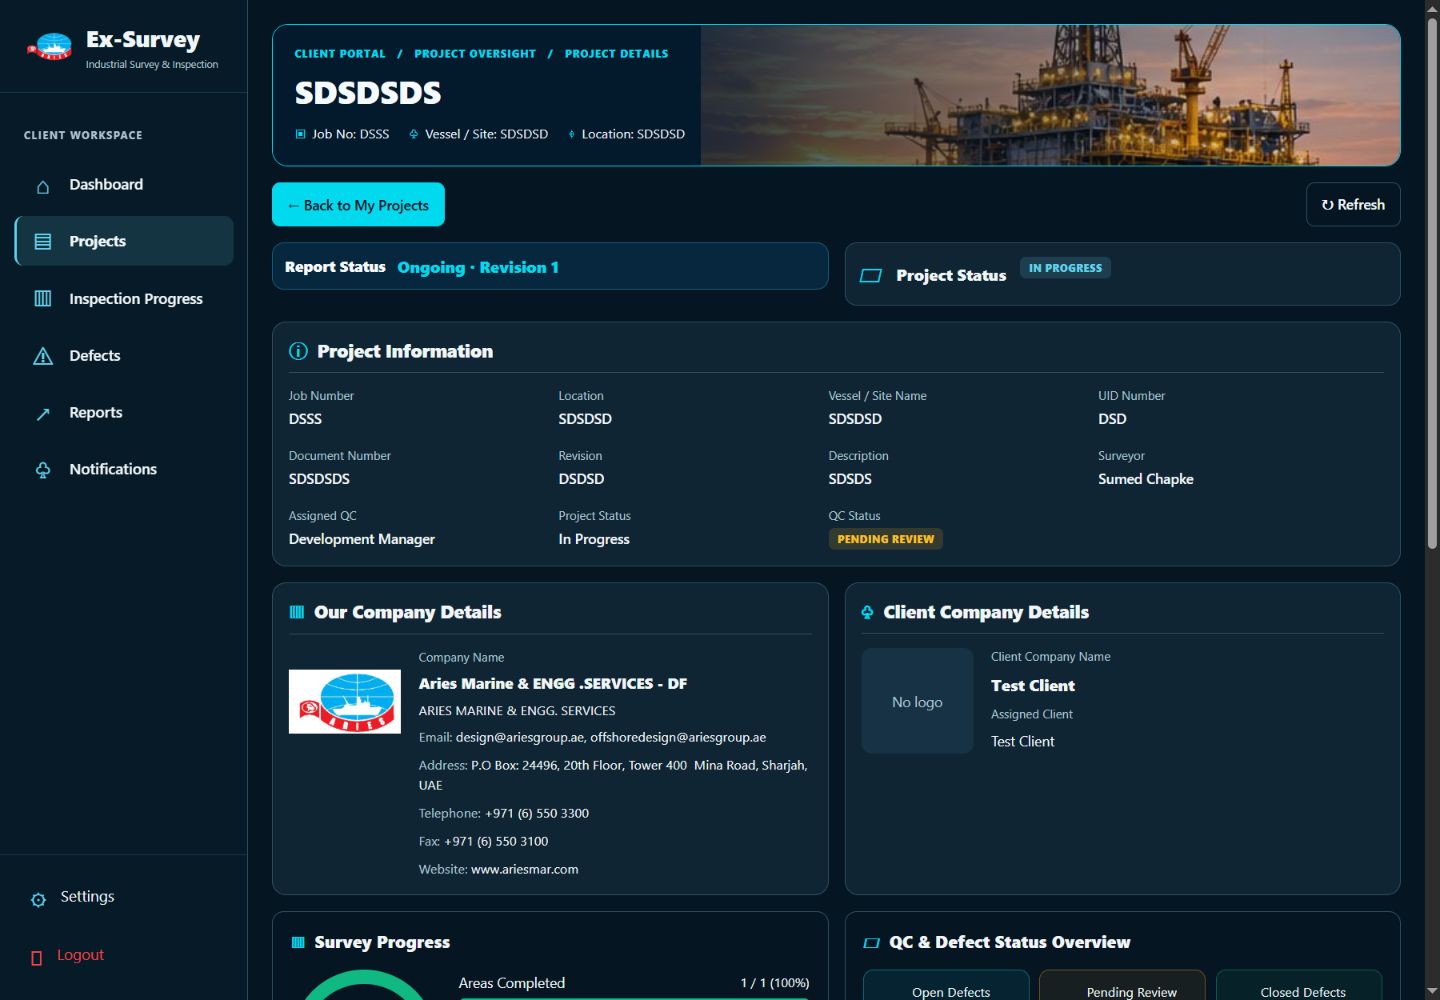 Ex-Survey
Industrial Survey & Inspection
CLIENT WORKSPACE
Dashboard
Projects
Inspection Progress
Defects
Reports
Notifications
Settings
Logout
CLIENT PORTAL / PROJECT OVERSIGHT / PROJECT DETAILS
SDSDSDS
Job No: DSSS Vessel / Site: SDSDSD Location: SDSDSD
← Back to My Projects
↻ Refresh
Report Status Ongoing · Revision 1
Project Status IN PROGRESS
Project Information
Job Number Location Vessel / Site Name UID Number
DSSS SDSDSD SDSDSD DSD
Document Number Revision Description Surveyor
SDSDSDS DSDSD SDSDS Sumed Chapke
Assigned QC Project Status QC Status
Development Manager In Progress PENDING REVIEW
Our Company Details
ARIES
Company Name
Aries Marine & ENGG .SERVICES - DF
ARIES MARINE & ENGG. SERVICES
Email: design@ariesgroup.ae, offshoredesign@ariesgroup.ae
Address: P.O Box: 24496, 20th Floor, Tower 400 Mina Road, Sharjah,
UAE
Telephone: +971 (6) 550 3300
Fax: +971 (6) 550 3100
Website: www.ariesmar.com
Client Company Details
No logo
Client Company Name
Test Client
Assigned Client
Test Client
Survey Progress
Areas Completed 1 / 1 (100%)
QC & Defect Status Overview
Open Defects Pending Review Closed Defects